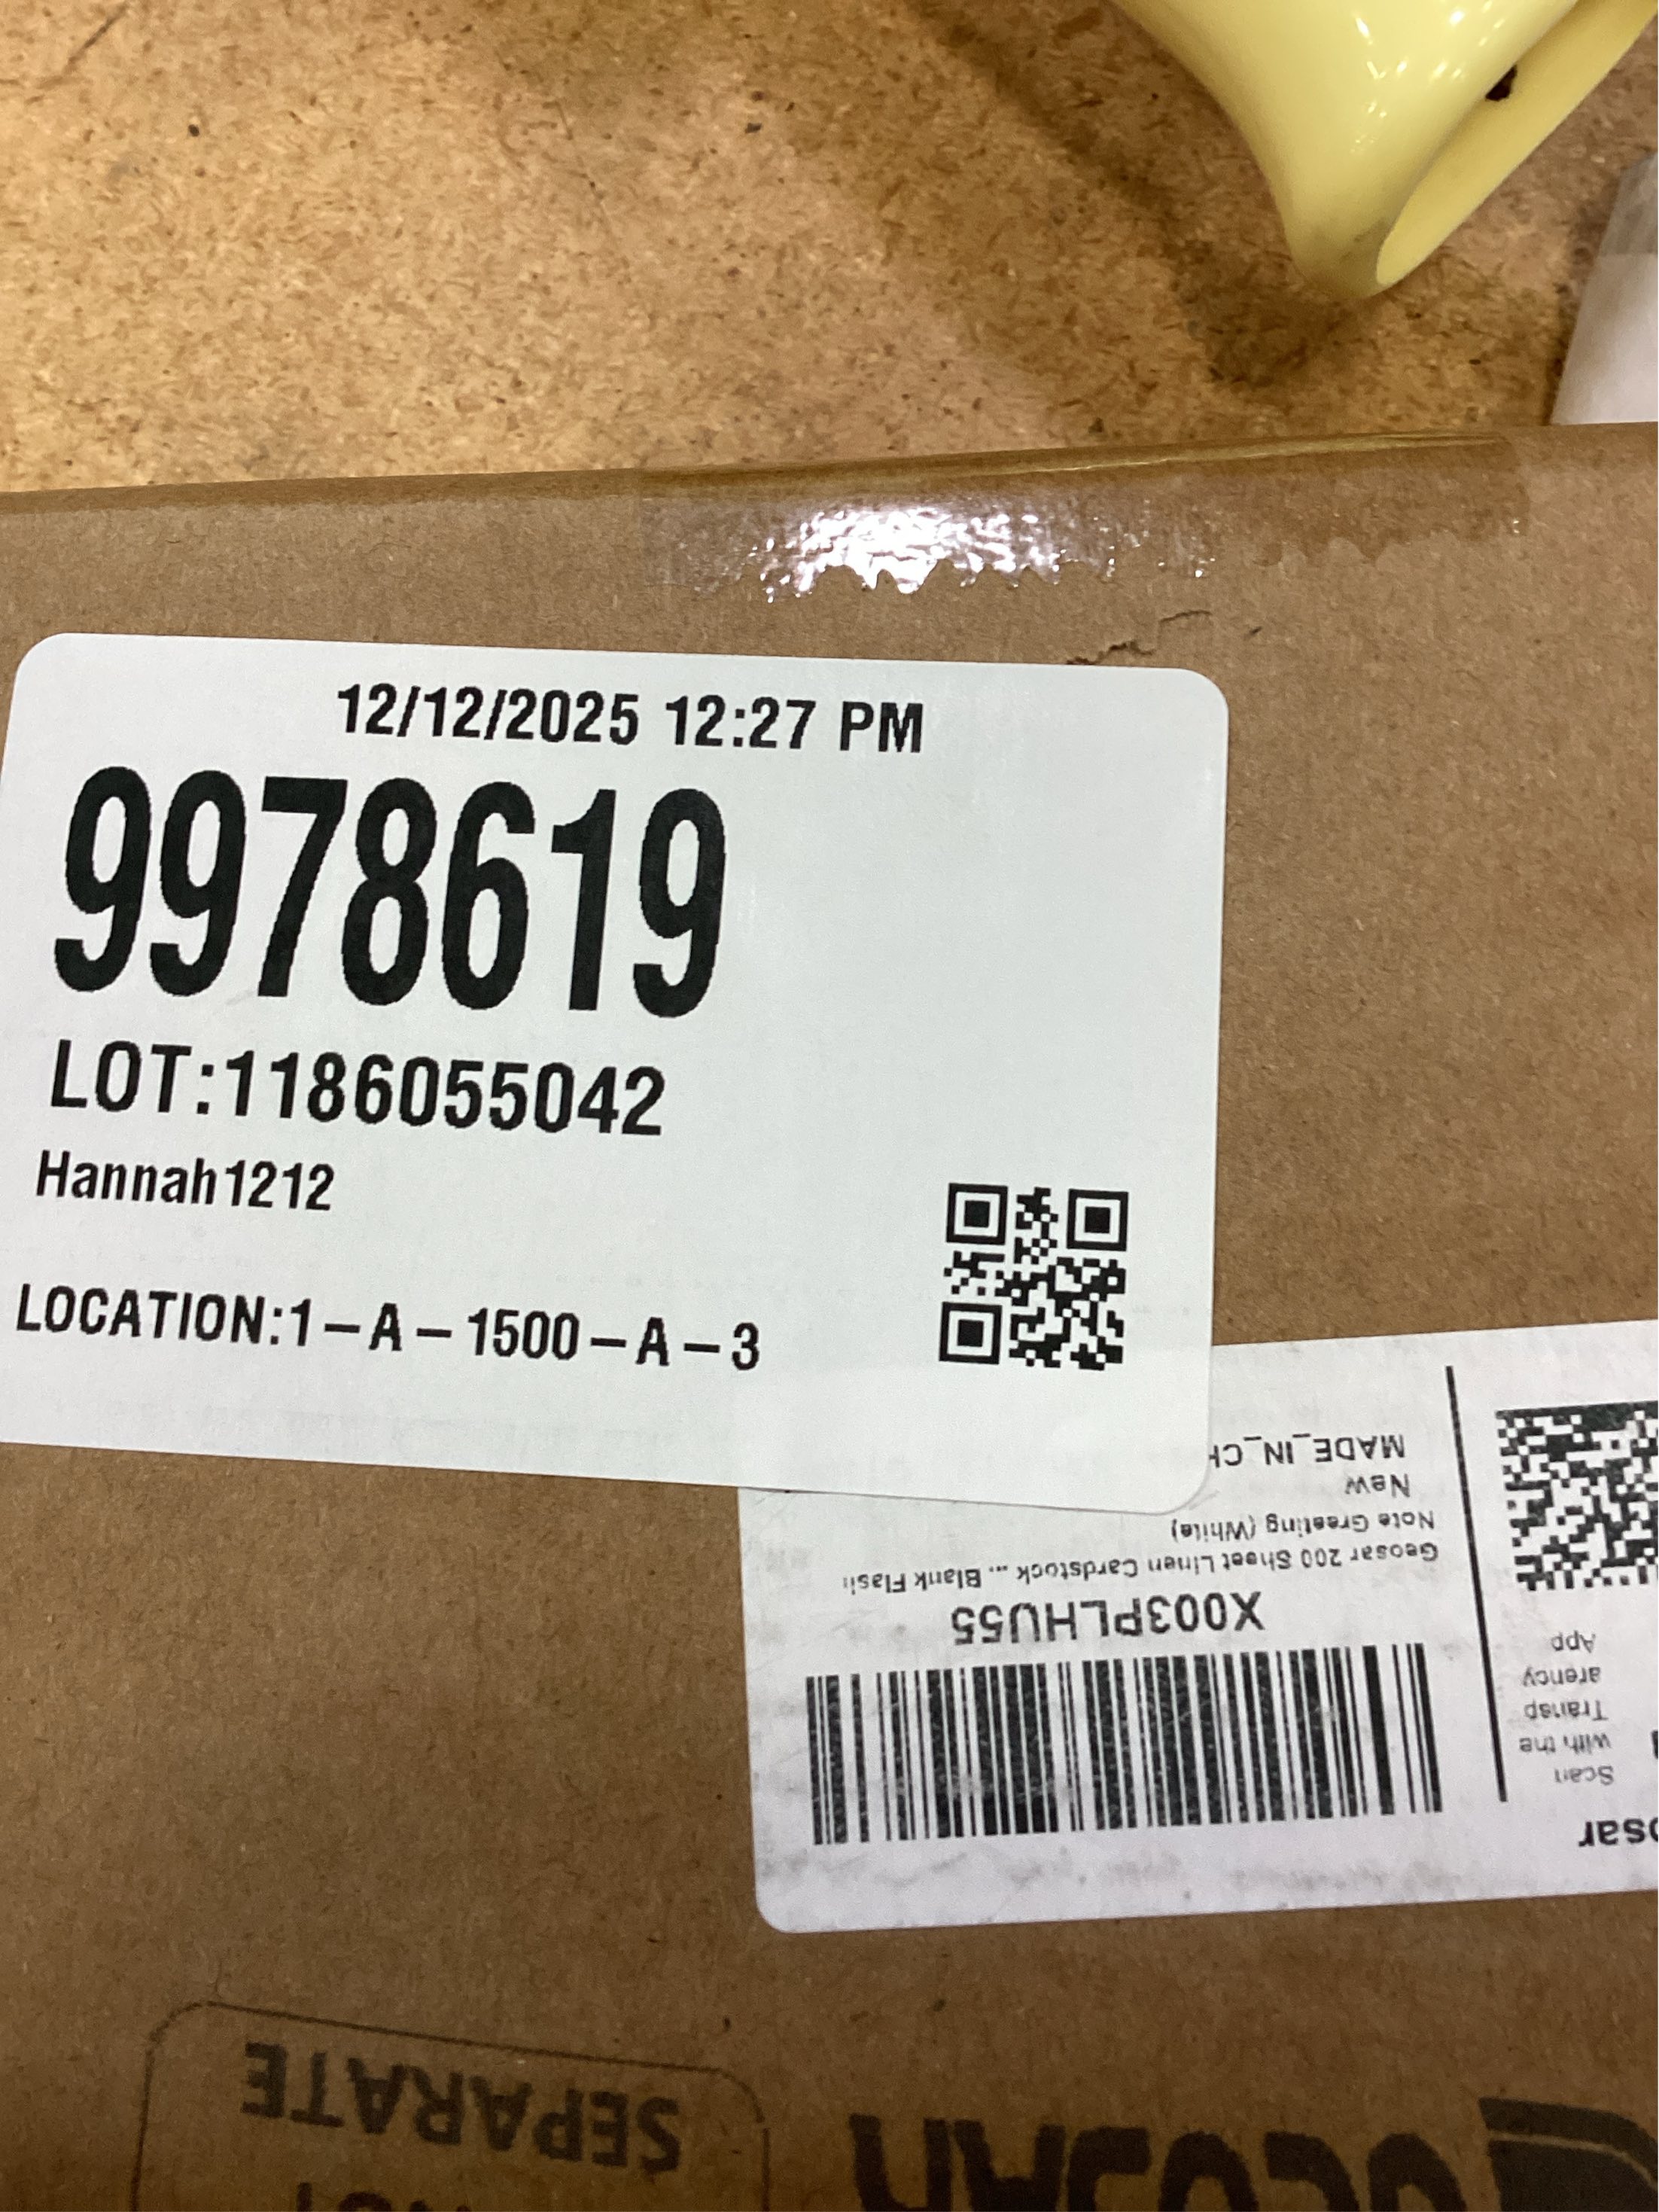 12/12/2025 12:27 PM
9978619
LOT:1186055042
Hannah1212
LOCATION:1-A-1500-A-3
X003PLHU55
Geosar 200 Sheet Linen Cardstock ... Blank Flash
Note Greeting (White)
New
MADE_IN_CH
Scan
with the
Transp
arency
App
osar
SEPARATE